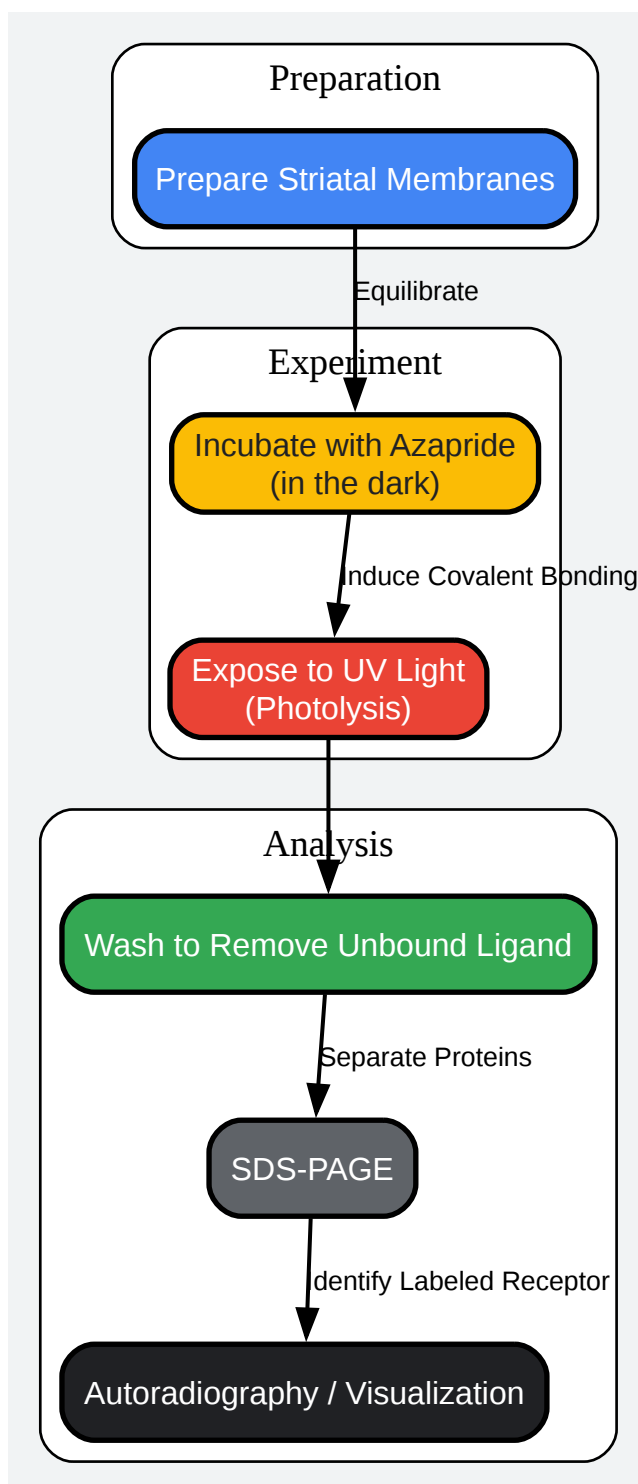 Preparation
Prepare Striatal Membranes
Equilibrate
Experiment
Incubate with Azapride
(in the dark)
Induce Covalent Bonding
Expose to UV Light
(Photolysis)
Analysis
Wash to Remove Unbound Ligand
Separate Proteins
SDS-PAGE
Identify Labeled Receptor
Autoradiography / Visualization